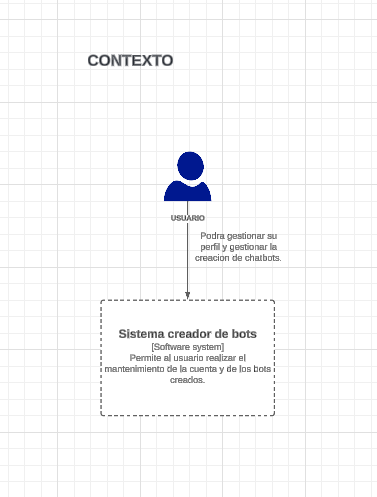 CONTEXTO
USUARIO
Podra gestionar su
perfil y gestionar la
creacion de chatbots.
Sistema creador de bots
[Software system]
Permite al usuario realizar el
mantenimiento de la cuenta y de los bots
creados.